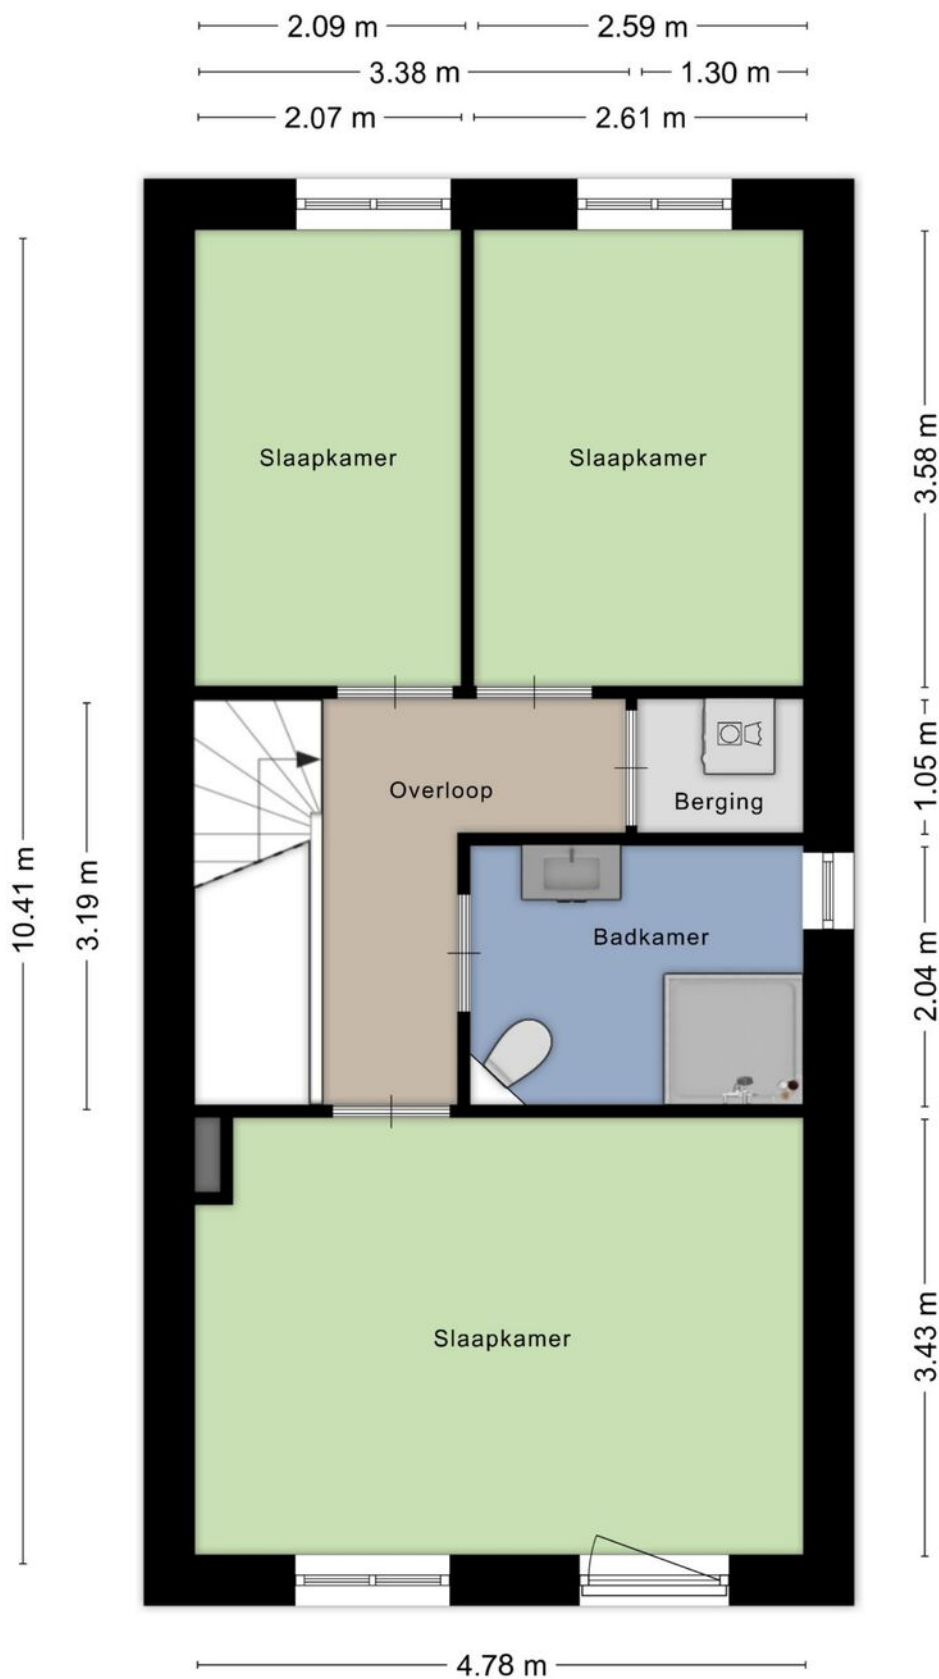 2.09 m 2.59 m
3.38 m 1.30 m
2.07 m 2.61 m
Slaapkamer Slaapkamer
3.58 m
Overloop
Berging
1.05 m
10.41 m
3.19 m
Badkamer
2.04 m
Slaapkamer
3.43 m
4.78 m